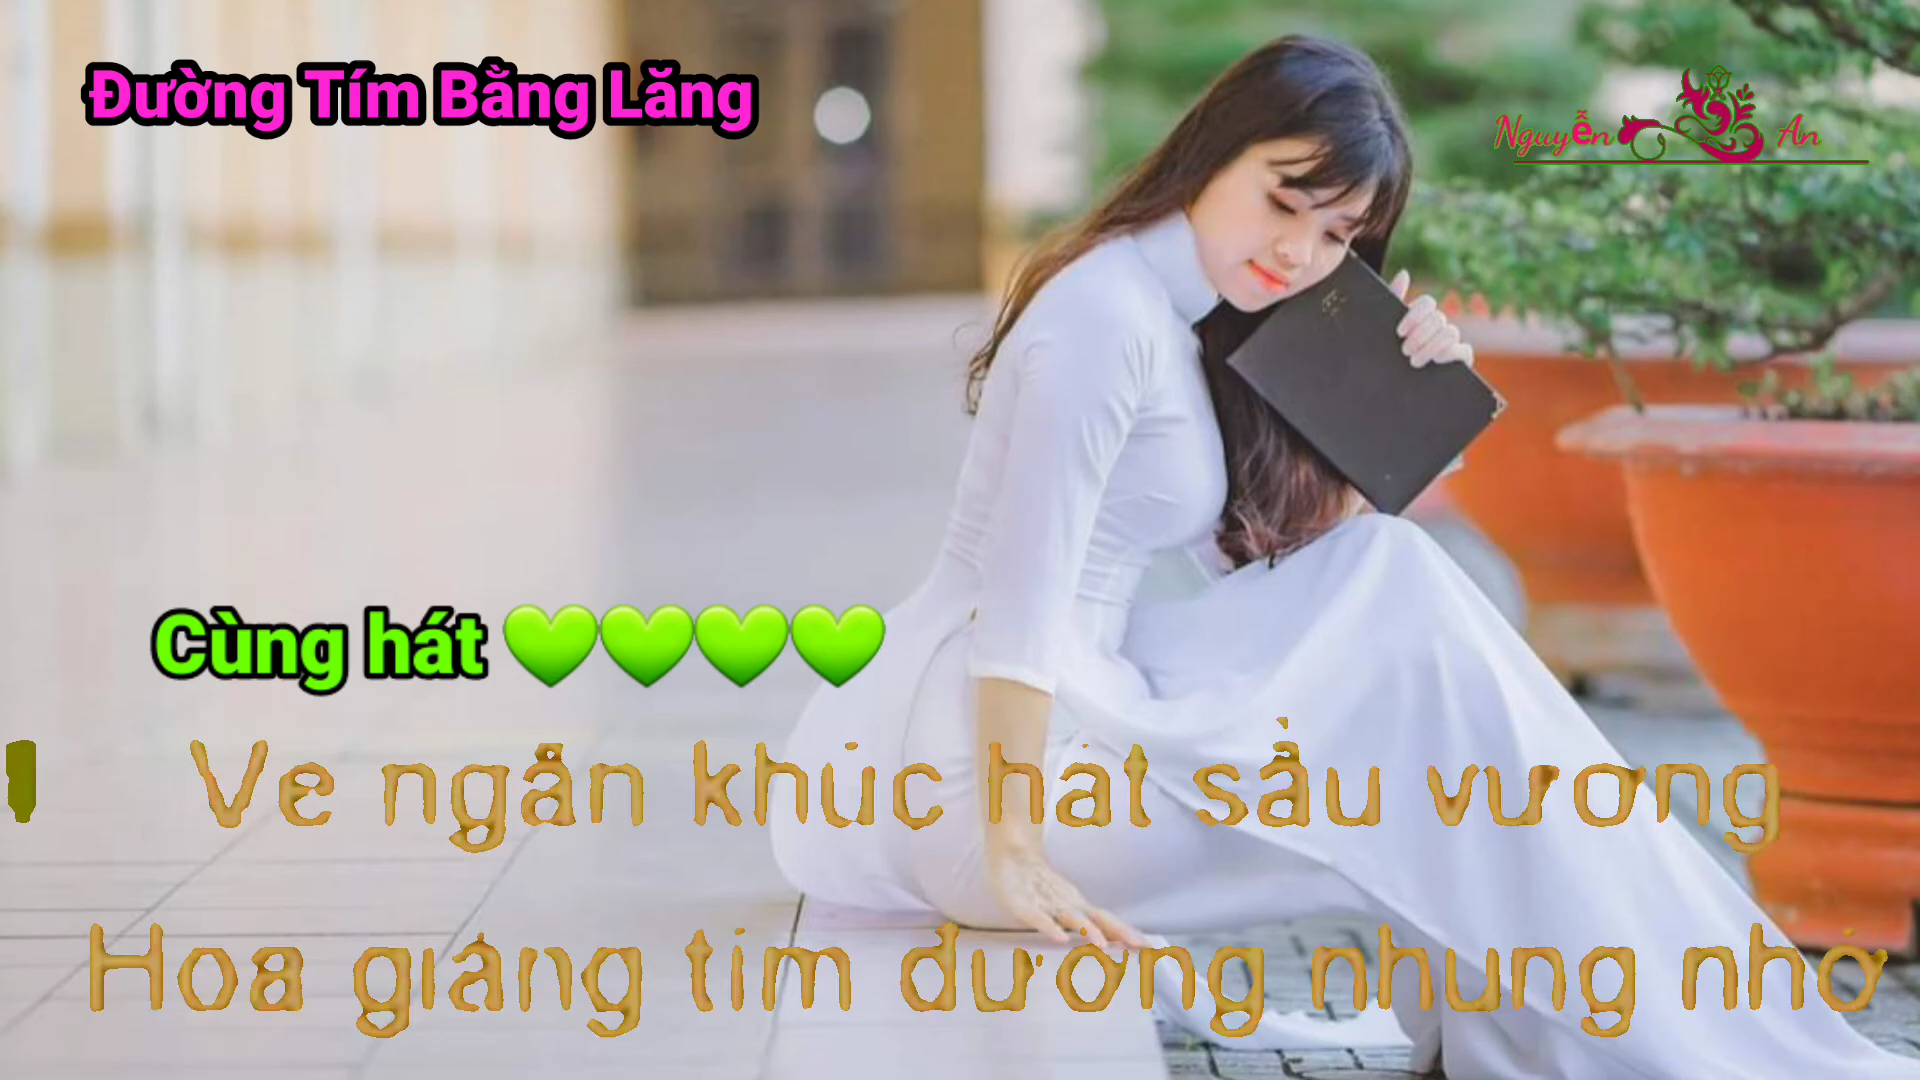 Đường Tím Bằng Lăng
Nguyễn An
Cùng hát 💚💚💚💚
Ve ngân khúc hát sầu vương
Hoa giăng tím đường nhung nhớ